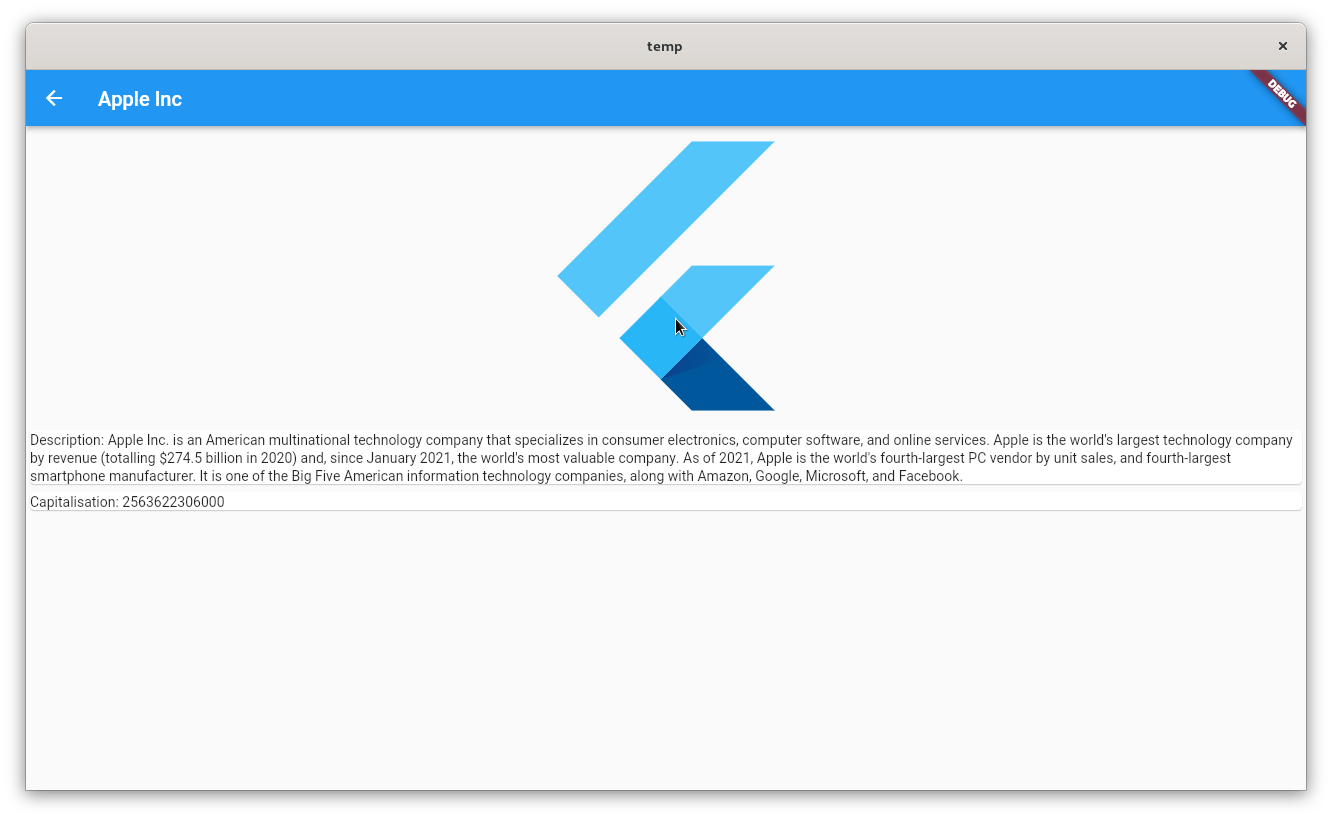 temp
Apple Inc
DEBUG
Description: Apple Inc. is an American multinational technology company that specializes in consumer electronics, computer software, and online services. Apple is the world's largest technology company
by revenue (totalling $274.5 billion in 2020) and, since January 2021, the world's most valuable company. As of 2021, Apple is the world's fourth-largest PC vendor by unit sales, and fourth-largest
smartphone manufacturer. It is one of the Big Five American information technology companies, along with Amazon, Google, Microsoft, and Facebook.
Capitalisation: 2563622306000